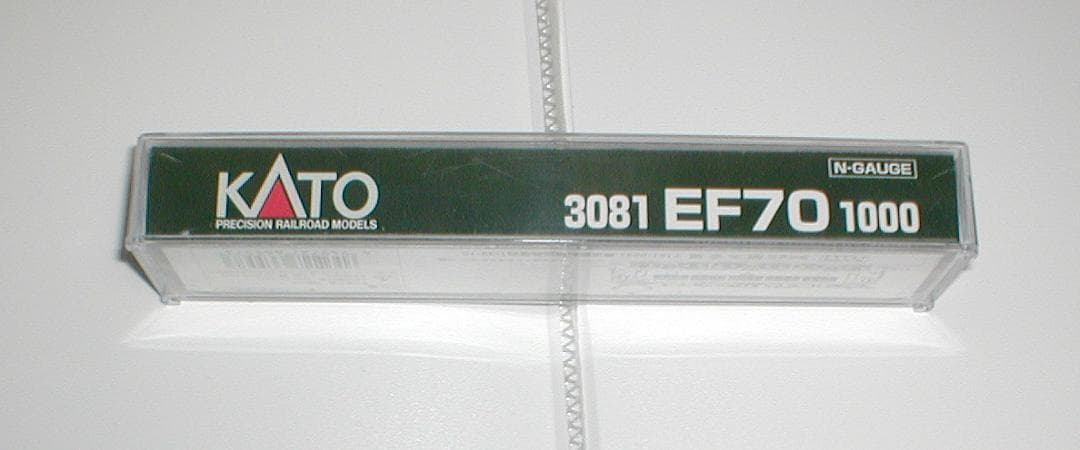 KATO
PRECISION RAILROAD MODELS
N-GAUGE
3081 EF70 1000